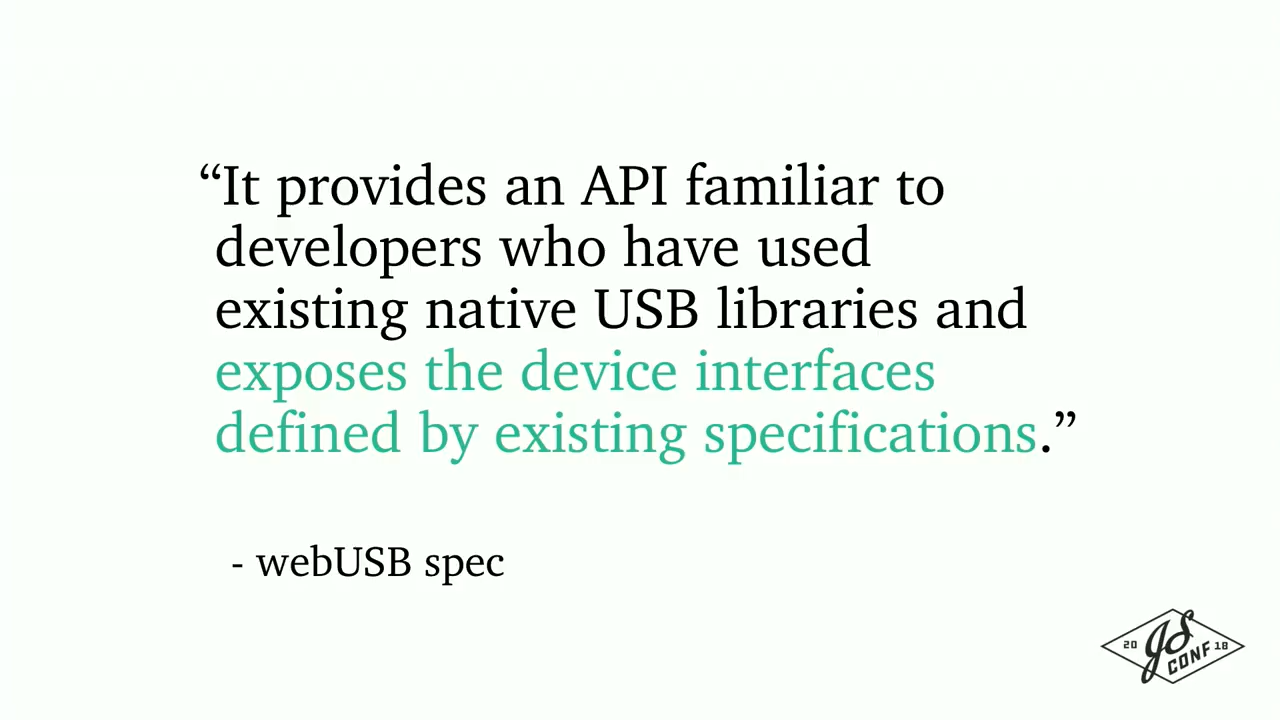 “It provides an API familiar to
developers who have used
existing native USB libraries and
exposes the device interfaces
defined by existing specifications.”
- webUSB spec
20 JS CONF 18